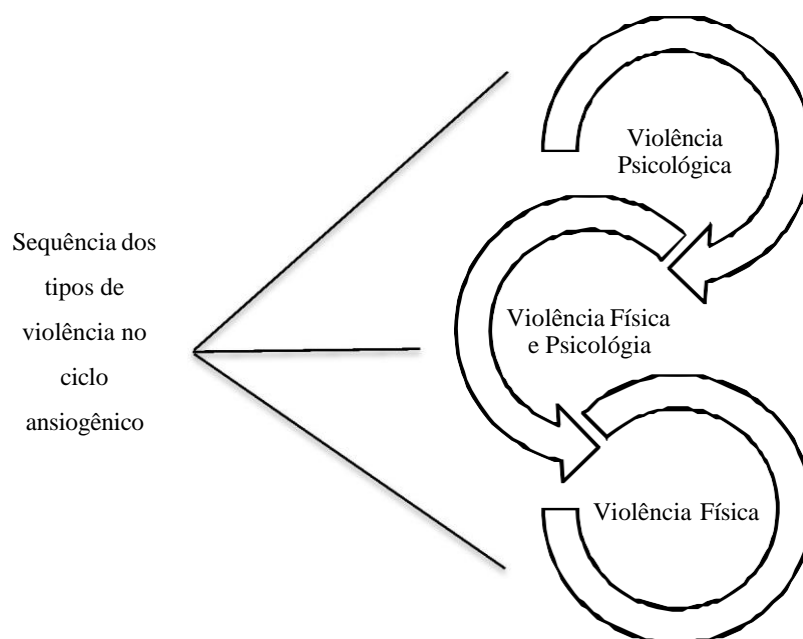 Sequência dos
tipos de
violência no
ciclo
ansiogênico
Violência
Psicológica
Violência Física
e Psicológia
Violência Física